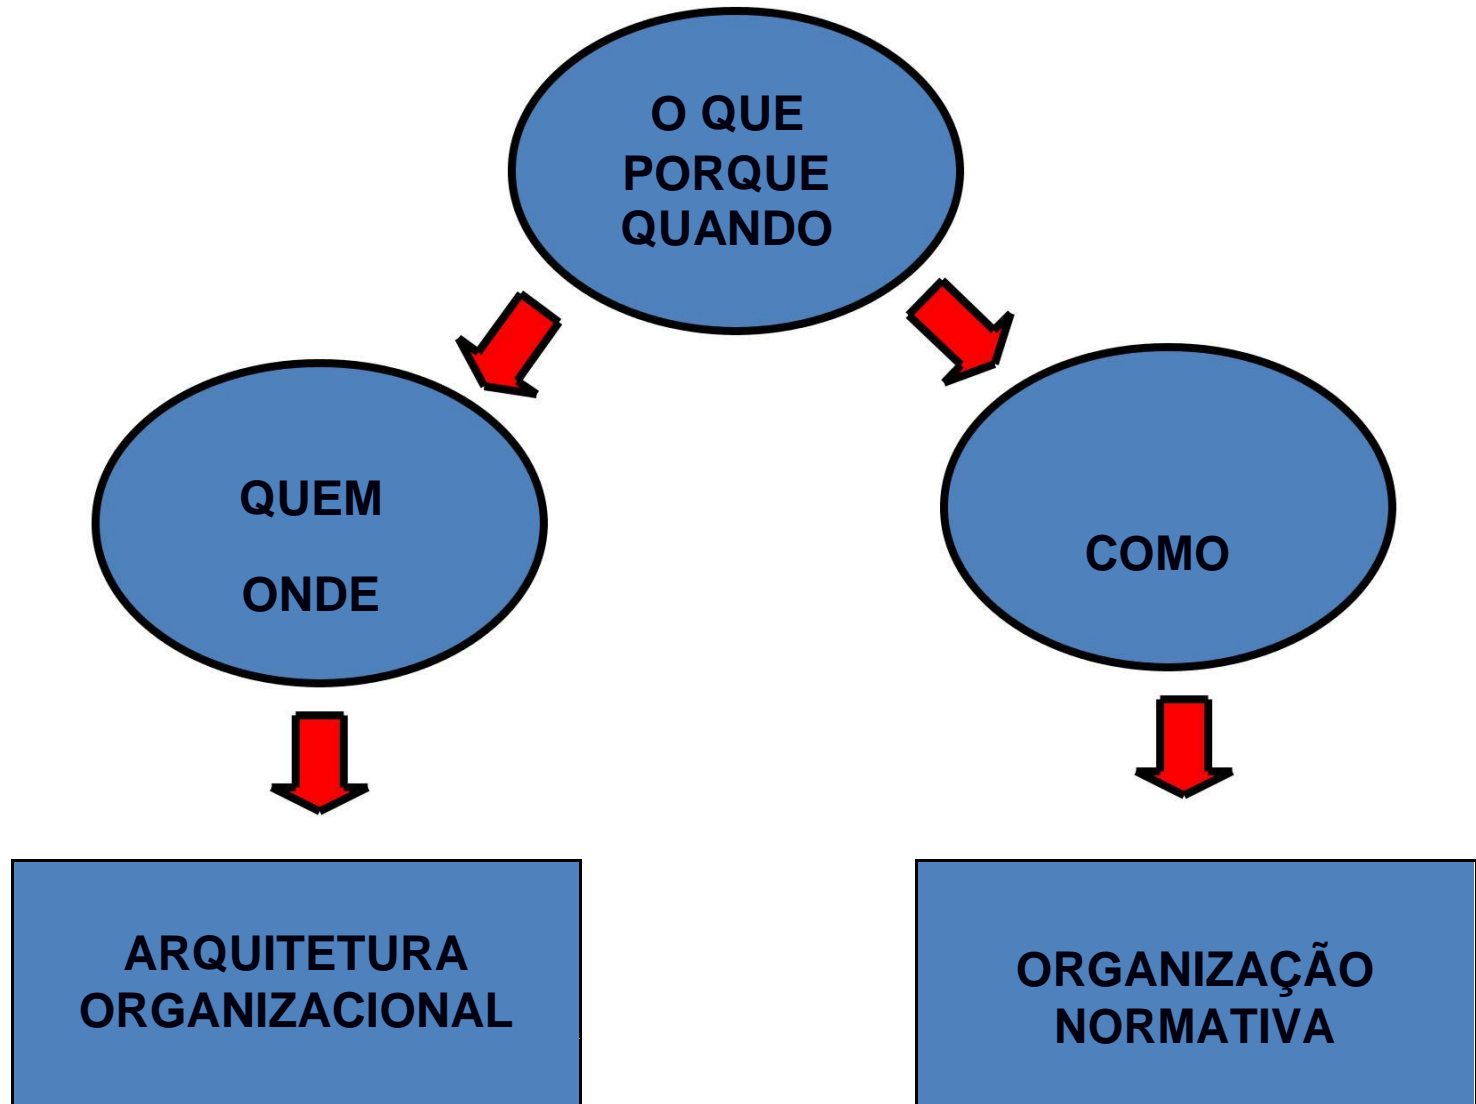 O QUE
PORQUE
QUANDO
QUEM
ONDE
COMO
ARQUITETURA
ORGANIZACIONAL
ORGANIZAÇÃO
NORMATIVA